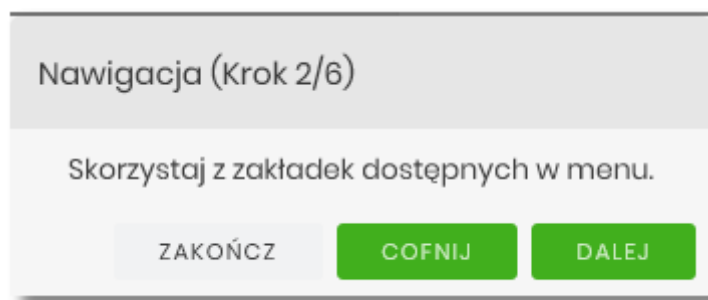 Nawigacja (Krok 2/6)
Skorzystaj z zakładek dostępnych w menu.
ZAKOŃCZ COFNIJ DALEJ